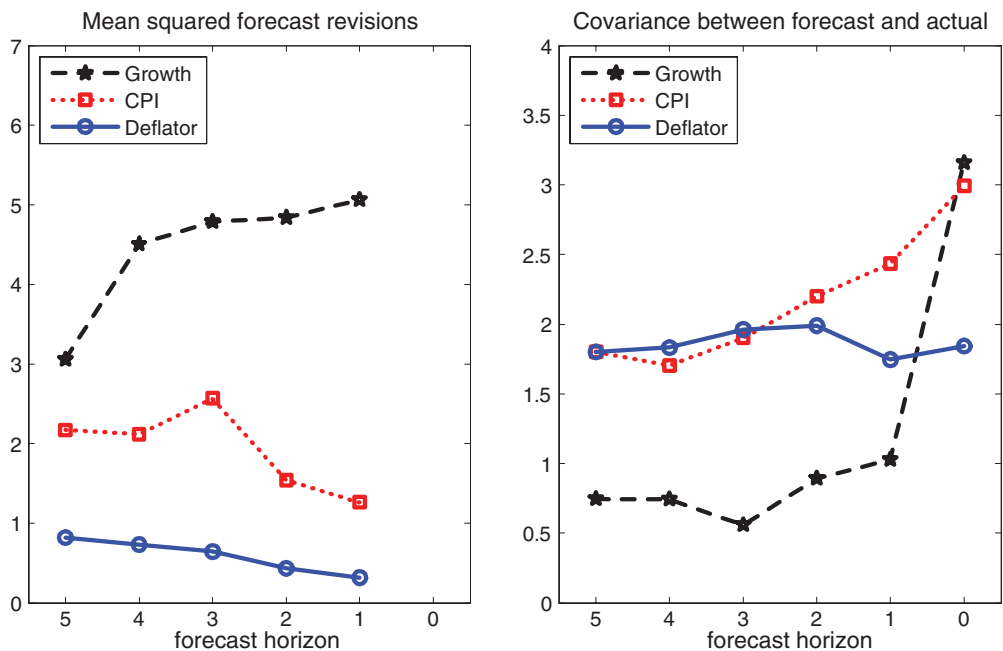 Mean squared forecast revisions
7
6
5
4
3
2
1
0
Growth
CPI
Deflator
5 4 3 2 1 0
forecast horizon
Covariance between forecast and actual
4
3.5
3
2.5
2
1.5
1
0.5
0
Growth
CPI
Deflator
5 4 3 2 1 0
forecast horizon